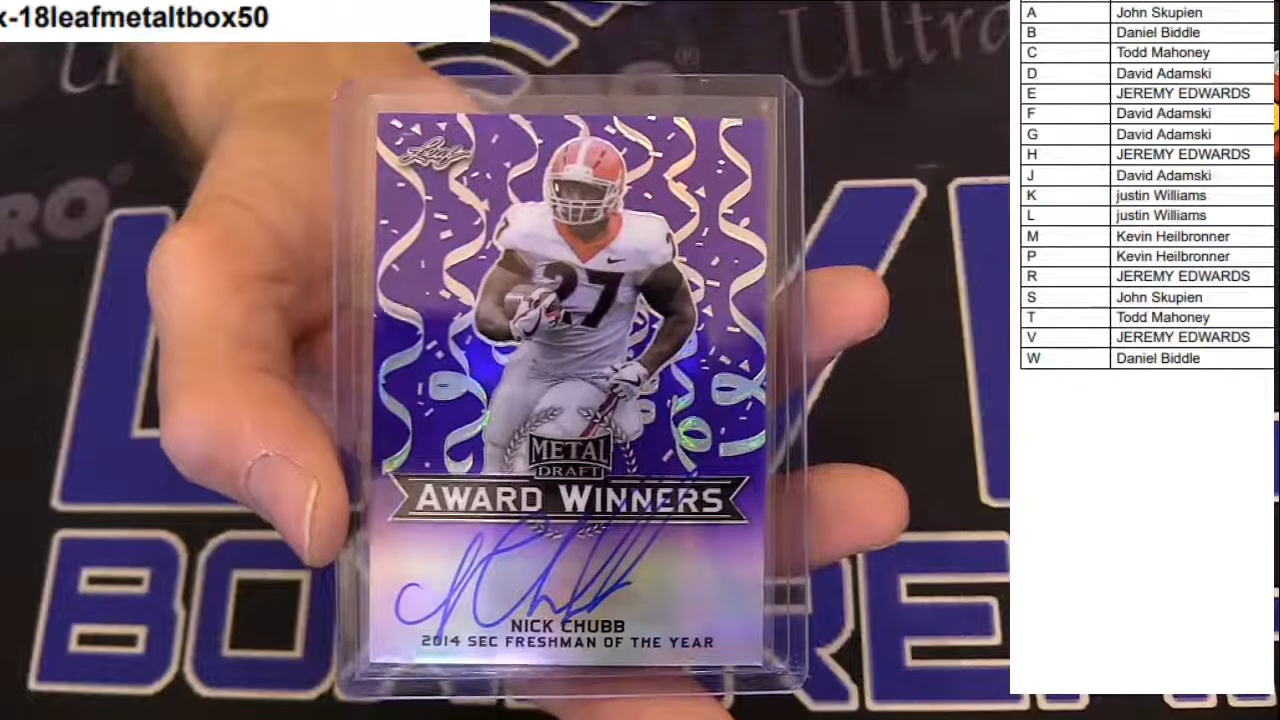 x-18leafmetaltbox50
Ultra
PRO
Leaf
27
METAL
DRAFT
AWARD WINNERS
NICK CHUBB
2014 SEC FRESHMAN OF THE YEAR
A John Skupien
B Daniel Biddle
C Todd Mahoney
D David Adamski
E JEREMY EDWARDS
F David Adamski
G David Adamski
H JEREMY EDWARDS
J David Adamski
K justin Williams
L justin Williams
M Kevin Heilbronner
P Kevin Heilbronner
R JEREMY EDWARDS
S John Skupien
T Todd Mahoney
V JEREMY EDWARDS
W Daniel Biddle